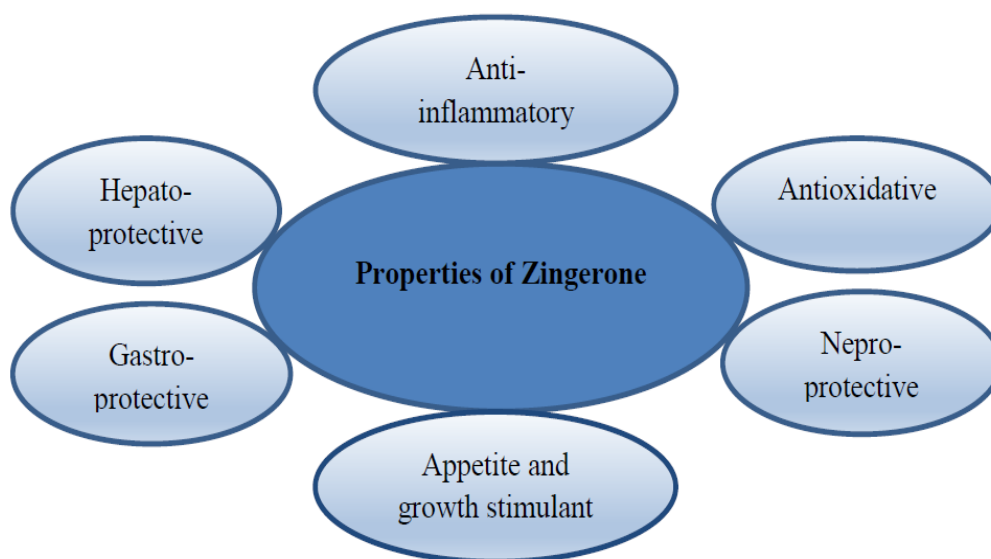 Anti-
inflammatory
Hepato-
protective
Antioxidative
Properties of Zingerone
Gastro-
protective
Nepro-
protective
Appetite and
growth stimulant